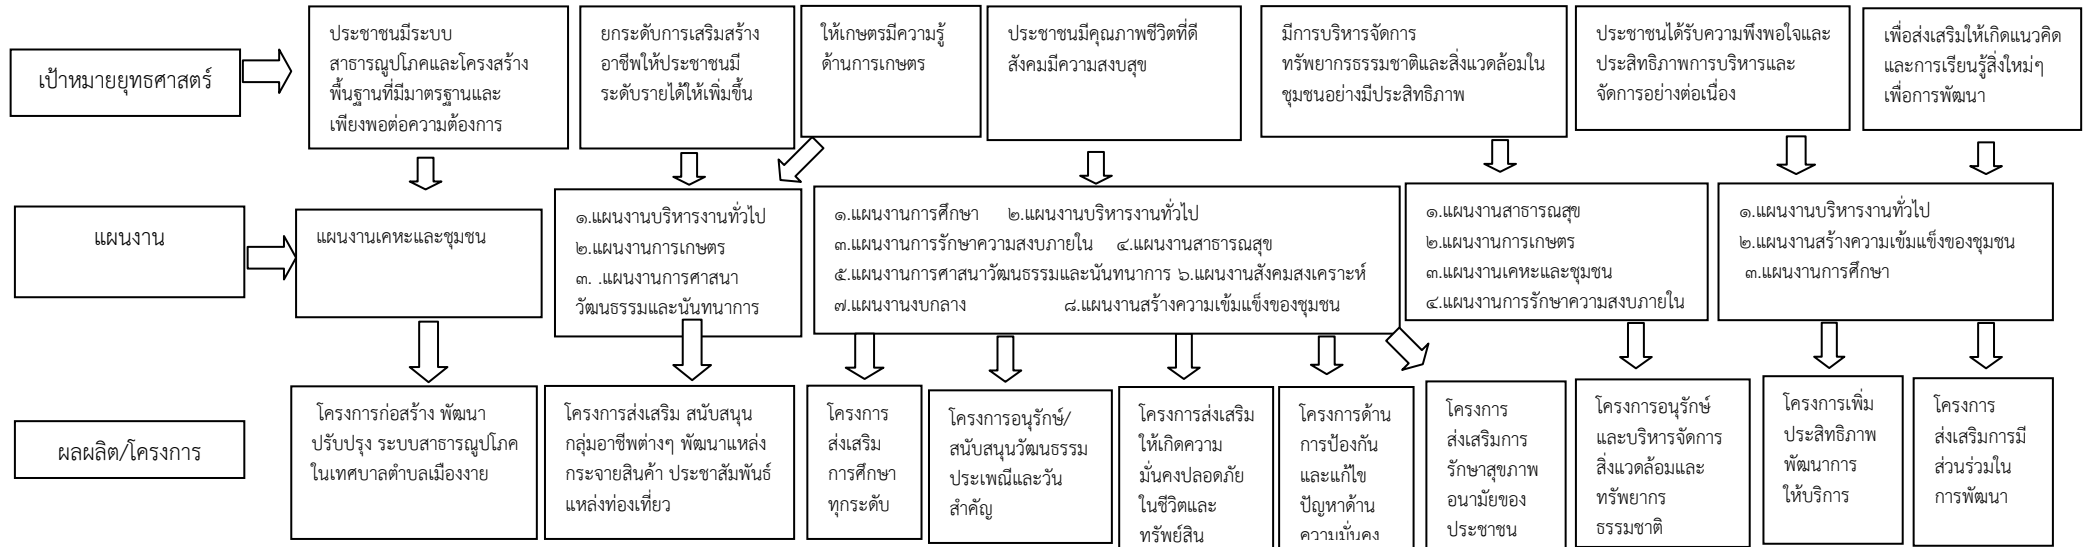 เป้าหมายยุทธศาสตร์
ประชาชนมีระบบ
สาธารณูปโภคและโครงสร้าง
พื้นฐานที่มีมาตรฐานและ
เพียงพอต่อความต้องการ
ยกระดับการเสริมสร้าง
อาชีพให้ประชาชนมี
ระดับรายได้ให้เพิ่มขึ้น
ให้เกษตรมีความรู้
ด้านการเกษตร
ประชาชนมีคุณภาพชีวิตที่ดี
สังคมมีความสงบสุข
มีการบริหารจัดการ
ทรัพยากรธรรมชาติและสิ่งแวดล้อมใน
ชุมชนอย่างมีประสิทธิภาพ
ประชาชนได้รับความพึงพอใจและ
ประสิทธิภาพการบริหารและ
จัดการอย่างต่อเนื่อง
เพื่อส่งเสริมให้เกิดแนวคิด
และการเรียนรู้สิ่งใหม่ๆ
เพื่อการพัฒนา
แผนงาน
แผนงานเคหะและชุมชน
๑.แผนงานบริหารงานทั่วไป
๒.แผนงานการเกษตร
๓. .แผนงานการศาสนา
วัฒนธรรมและนันทนาการ
๑.แผนงานการศึกษา ๒.แผนงานบริหารงานทั่วไป
๓.แผนงานการรักษาความสงบภายใน ๔.แผนงานสาธารณสุข
๕.แผนงานการศาสนาวัฒนธรรมและนันทนาการ ๖.แผนงานสังคมสงเคราะห์
๗.แผนงานงบกลาง ๘.แผนงานสร้างความเข้มแข็งของชุมชน
๑.แผนงานสาธารณสุข
๒.แผนงานการเกษตร
๓.แผนงานเคหะและชุมชน
๔.แผนงานการรักษาความสงบภายใน
๑.แผนงานบริหารงานทั่วไป
๒.แผนงานสร้างความเข้มแข็งของชุมชน
๓.แผนงานการศึกษา
ผลผลิต/โครงการ
โครงการก่อสร้าง พัฒนา
ปรับปรุง ระบบสาธารณูปโภค
ในเทศบาลตำบลเมืองงาย
โครงการส่งเสริม สนับสนุน
กลุ่มอาชีพต่างๆ พัฒนาแหล่ง
กระจายสินค้า ประชาสัมพันธ์
แหล่งท่องเที่ยว
โครงการ
ส่งเสริม
การศึกษา
ทุกระดับ
โครงการอนุรักษ์/
สนับสนุนวัฒนธรรม
ประเพณีและวัน
สำคัญ
โครงการส่งเสริม
ให้เกิดความ
มั่นคงปลอดภัย
ในชีวิตและ
ทรัพย์สิน
โครงการด้าน
การป้องกัน
และแก้ไข
ปัญหาด้าน
ความมั่นคง
โครงการ
ส่งเสริมการ
รักษาสุขภาพ
อนามัยของ
ประชาชน
โครงการอนุรักษ์
และบริหารจัดการ
สิ่งแวดล้อมและ
ทรัพยากร
ธรรมชาติ
โครงการเพิ่ม
ประสิทธิภาพ
พัฒนาการ
ให้บริการ
โครงการ
ส่งเสริมการมี
ส่วนร่วมใน
การพัฒนา